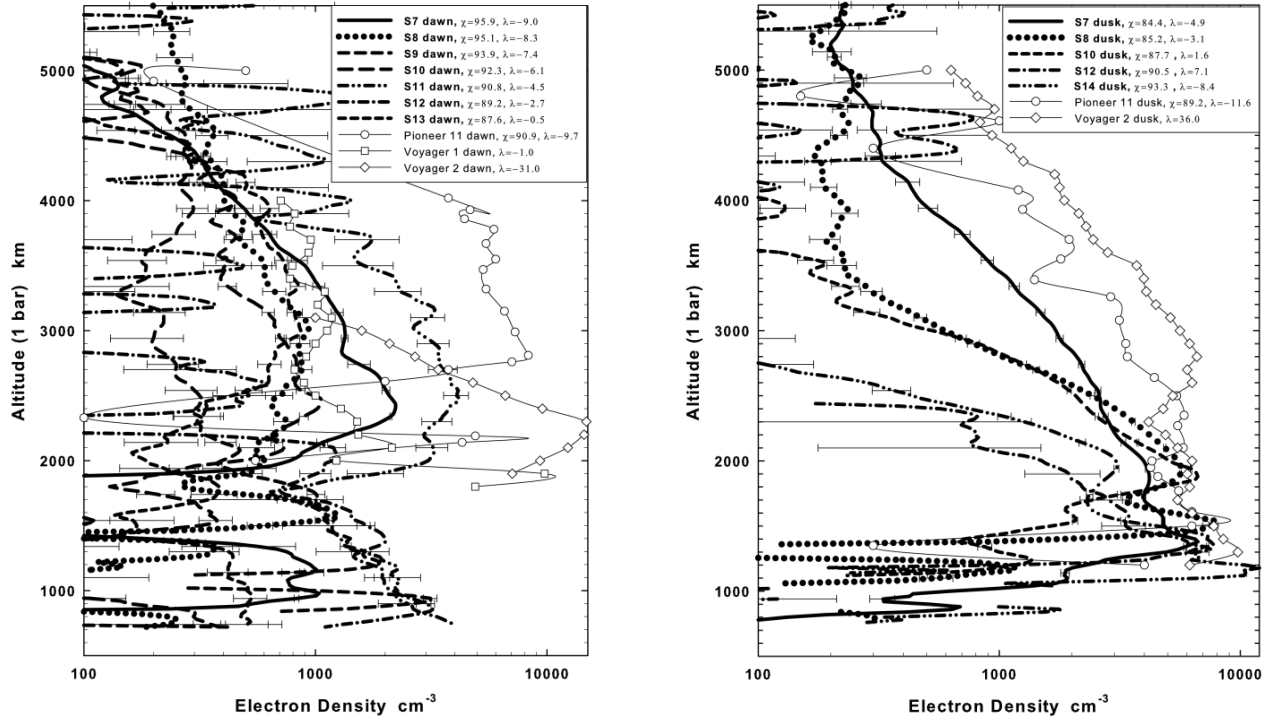 S7 dawn, χ=95.9, λ=−9.0
S8 dawn, χ=95.1, λ=−8.3
S9 dawn, χ=93.9, λ=−7.4
S10 dawn, χ=92.3, λ=−6.1
S11 dawn, χ=90.8, λ=−4.5
S12 dawn, χ=89.2, λ=−2.7
S13 dawn, χ=87.6, λ=−0.5
Pioneer 11 dawn, χ=90.9, λ=−9.7
Voyager 1 dawn, λ=−1.0
Voyager 2 dawn, λ=−31.0
5000
4000
3000
2000
1000
Altitude (1 bar) km
100
1000
10000
Electron Density cm-3
S7 dusk, χ=84.4, λ=−4.9
S8 dusk, χ=85.2, λ=−3.1
S10 dusk, χ=87.7 , λ=1.6
S12 dusk, χ=90.5 , λ=7.1
S14 dusk, χ=93.3 , λ=−8.4
Pioneer 11 dusk, χ=89.2, λ=−11.6
Voyager 2 dusk, λ=36.0
5000
4000
3000
2000
1000
Altitude (1 bar) km
100
1000
10000
Electron Density cm-3